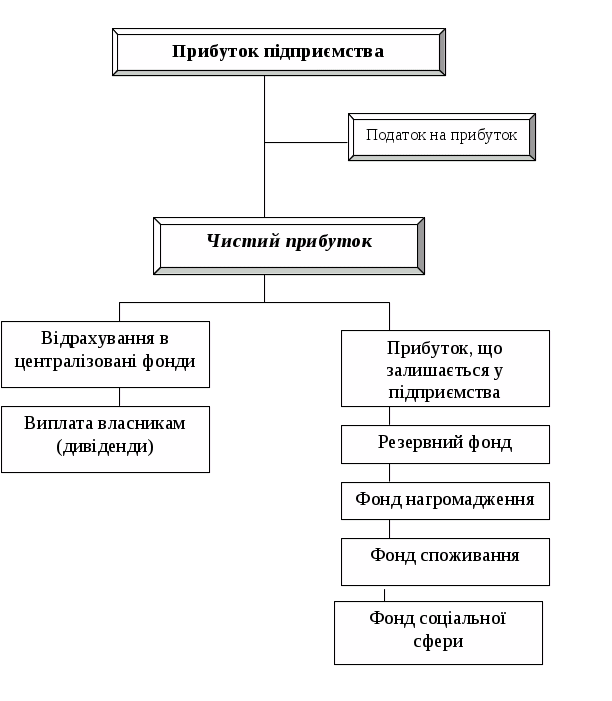 Прибуток підприємства
Податок на прибуток
Чистий прибуток
Відрахування в
централізовані фонди
Виплата власникам
(дивіденди)
Прибуток, що
залишається у
підприємства
Резервний фонд
Фонд нагромадження
Фонд споживання
Фонд соціальної
сфери